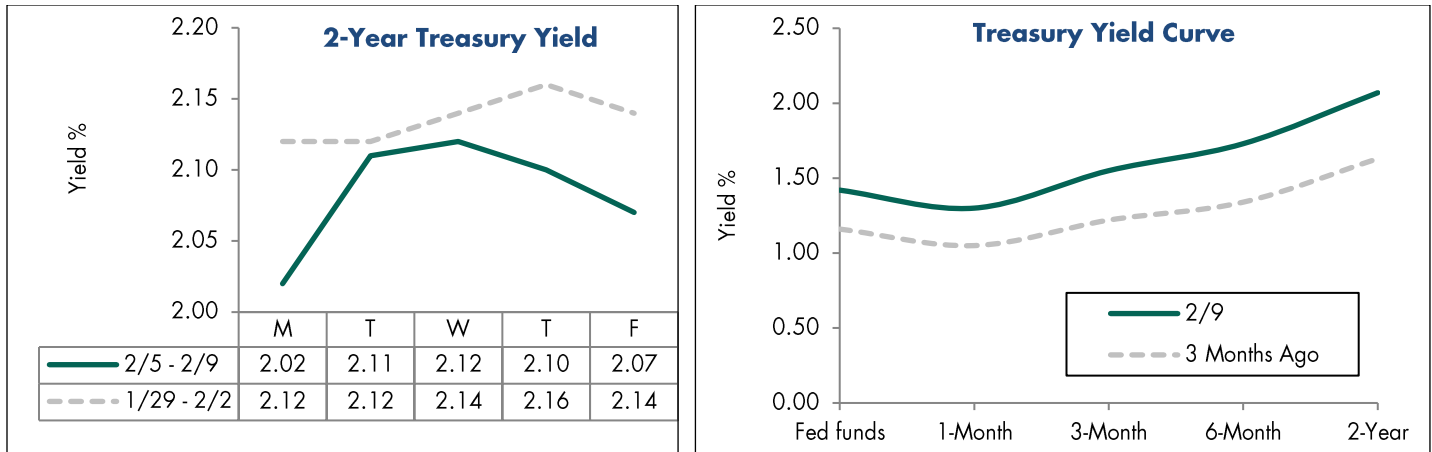 2-Year Treasury Yield
Yield %
2.20
2.15
2.10
2.05
2.00
M T W T F
2/5 - 2/9 2.02 2.11 2.12 2.10 2.07
1/29 - 2/2 2.12 2.12 2.14 2.16 2.14
Treasury Yield Curve
Yield %
2.50
2.00
1.50
1.00
0.50
0.00
2/9
3 Months Ago
Fed funds 1-Month 3-Month 6-Month 2-Year